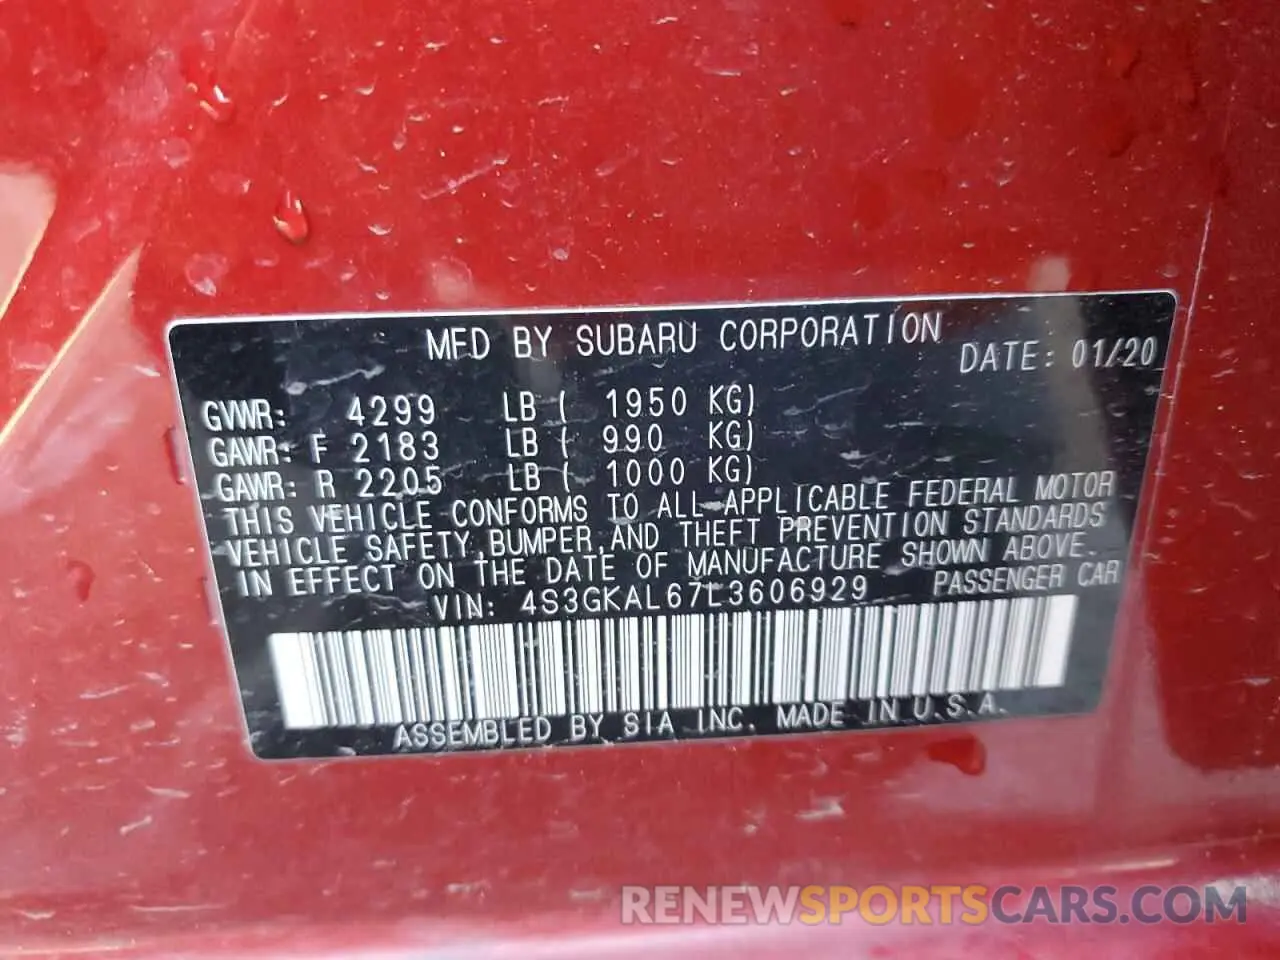 MFD BY SUBARU CORPORATION
DATE: 01/20
GVWR: 4299 LB ( 1950 KG)
GAWR: F 2183 LB ( 990 KG)
GAWR: R 2205 LB ( 1000 KG)
THIS VEHICLE CONFORMS TO ALL APPLICABLE FEDERAL MOTOR
VEHICLE SAFETY, BUMPER, AND THEFT PREVENTION STANDARDS
IN EFFECT ON THE DATE OF MANUFACTURE SHOWN ABOVE.
VIN: 4S3GKAL67L3606929 PASSENGER CAR
ASSEMBLED BY SIA INC. MADE IN U.S.A.
RENEWSPORTSCARS.COM